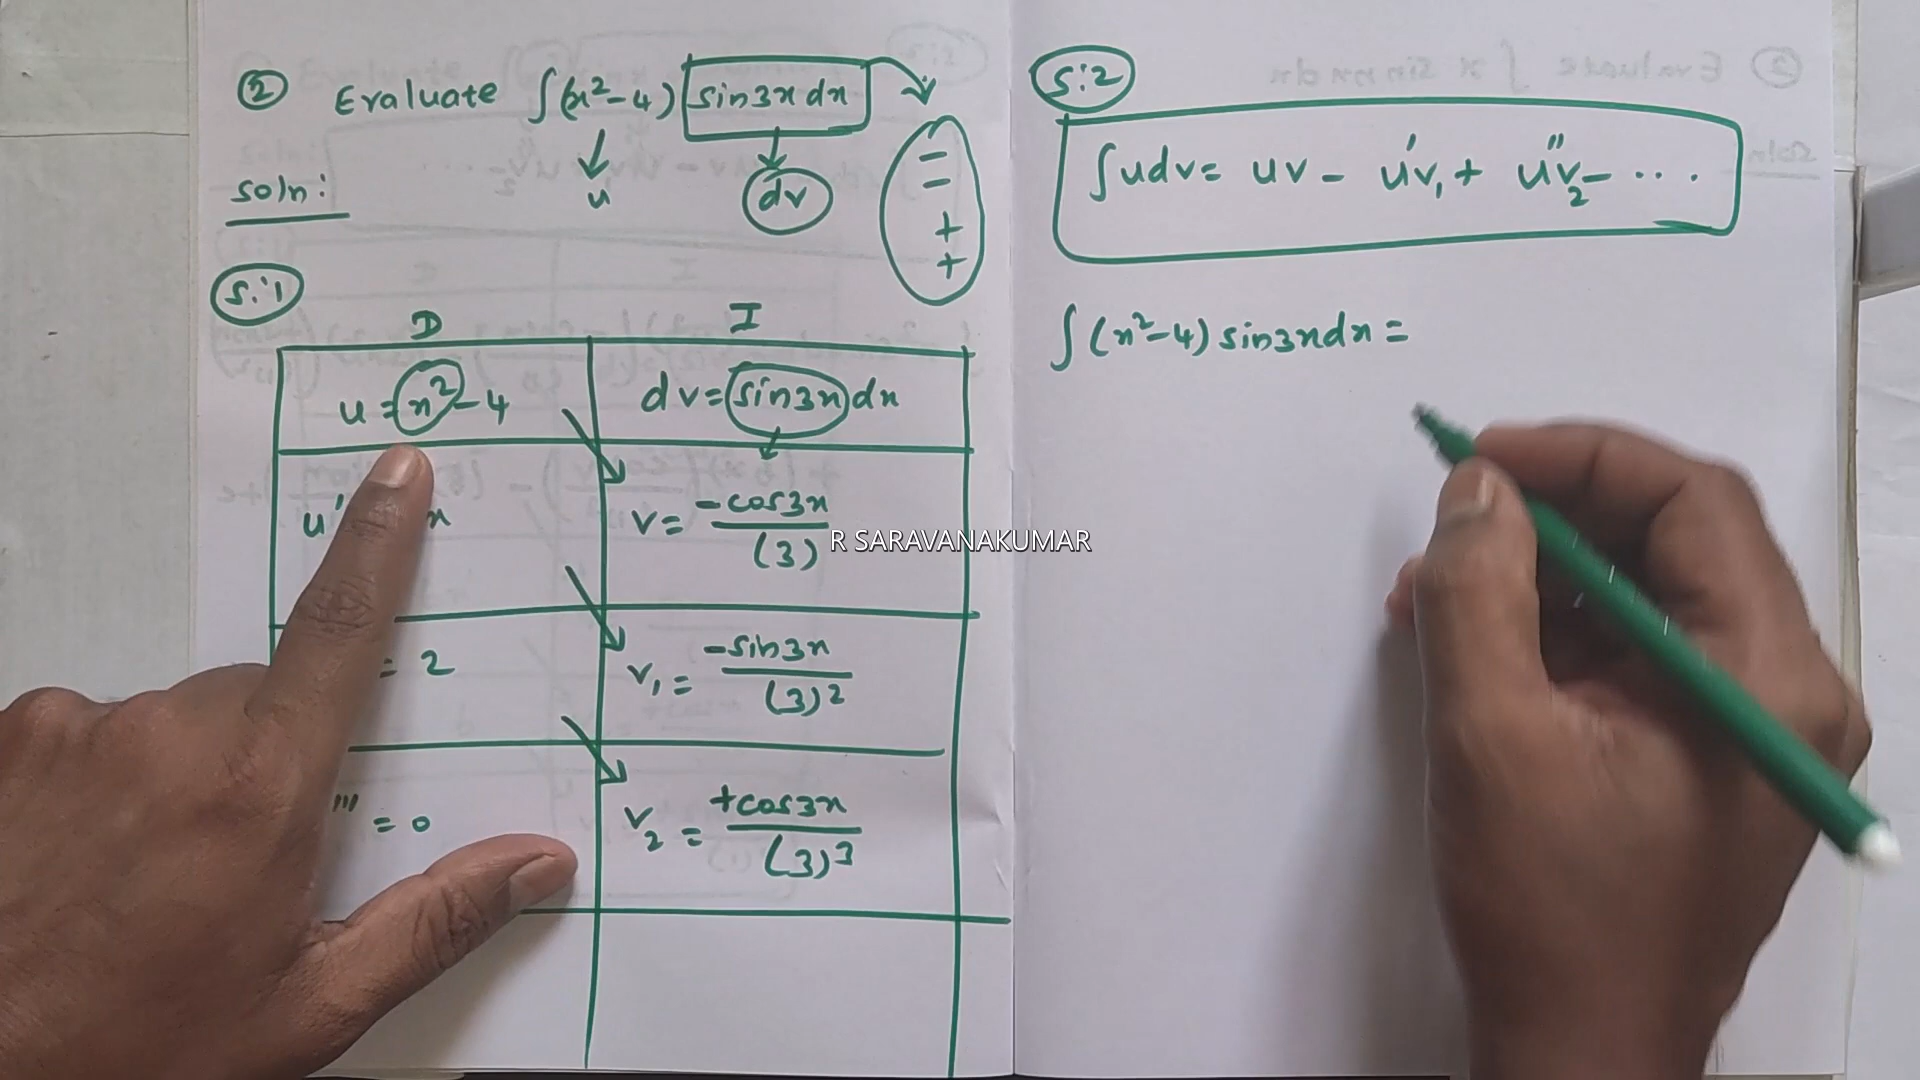 ② Evaluate ∫(x²-4) sin3x dx
u dv
- - + +
soln:
S:1
D I
u = x²-4 dv = sin3x dx
u' x v = -cos3x/(3)
= 2 v₁ = -sin3x/(3)²
''' = 0 v₂ = +cos3x/(3)³
S:2
∫udv = uv - u'v₁ + u''v₂ - ....
∫(x²-4) sin3x dx =
R SARAVANAKUMAR